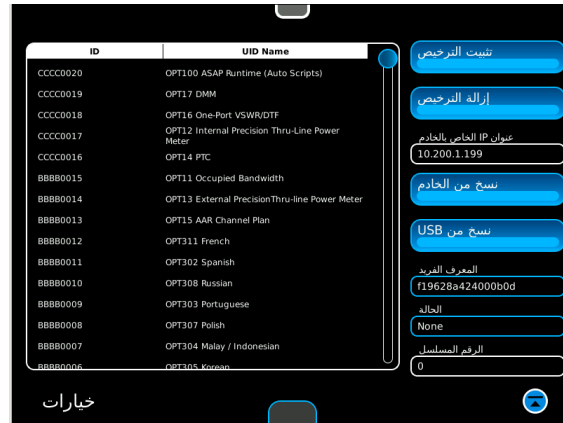 ID UID Name
CCCC0020 OPT100 ASAP Runtime (Auto Scripts)
CCCC0019 OPT17 DMM
CCCC0018 OPT16 One-Port VSWR/DTF
CCCC0017 OPT12 Internal Precision Thru-Line Power
Meter
CCCC0016 OPT14 PTC
BBBB0015 OPT11 Occupied Bandwidth
BBBB0014 OPT13 External PrecisionThru-line Power Meter
BBBB0013 OPT15 AAR Channel Plan
BBBB0012 OPT311 French
BBBB0011 OPT302 Spanish
BBBB0010 OPT308 Russian
BBBB0009 OPT303 Portuguese
BBBB0008 OPT307 Polish
BBBB0007 OPT304 Malay / Indonesian
BBBB0006 OPT305 Korean
تثبيت الترخيص
إزالة الترخيص
عنوان IP الخاص بالخادم
10.200.1.199
نسخ من الخادم
نسخ من USB
المعرف الفريد
f19628a424000b0d
الحالة
None
الرقم المسلسل
0
خيارات